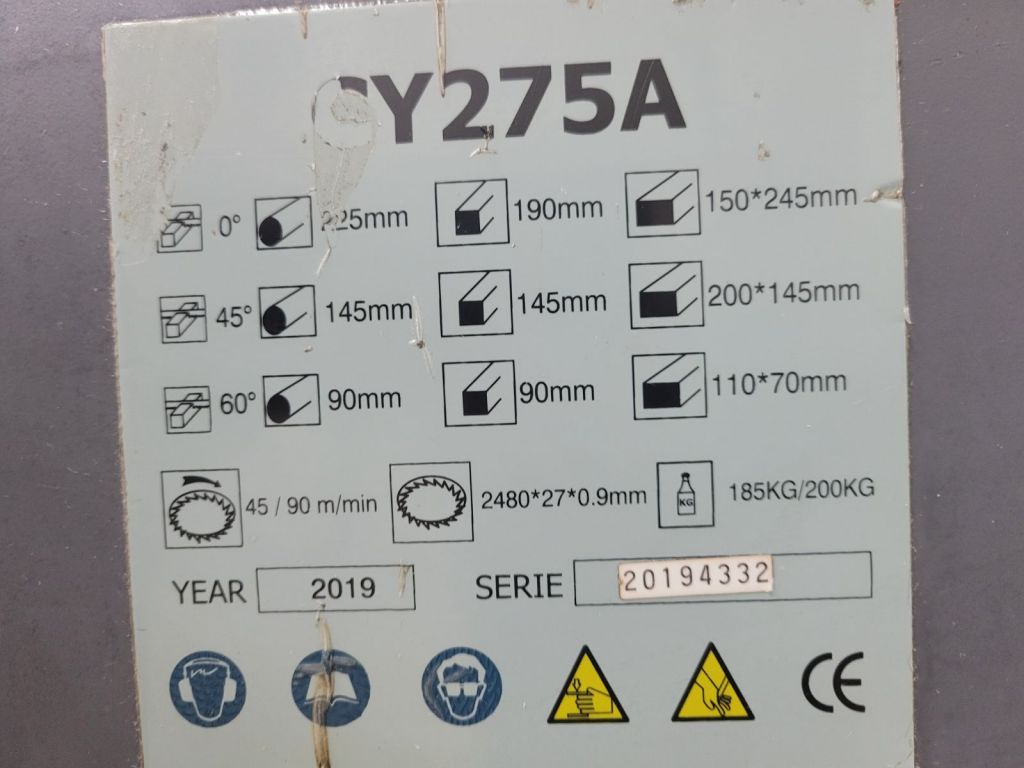 CY275A
0° 225mm 190mm 150*245mm
45° 145mm 145mm 200*145mm
60° 90mm 90mm 110*70mm
45 / 90 m/min 2480*27*0.9mm KG 185KG/200KG
YEAR 2019 SERIE 20194332
CE